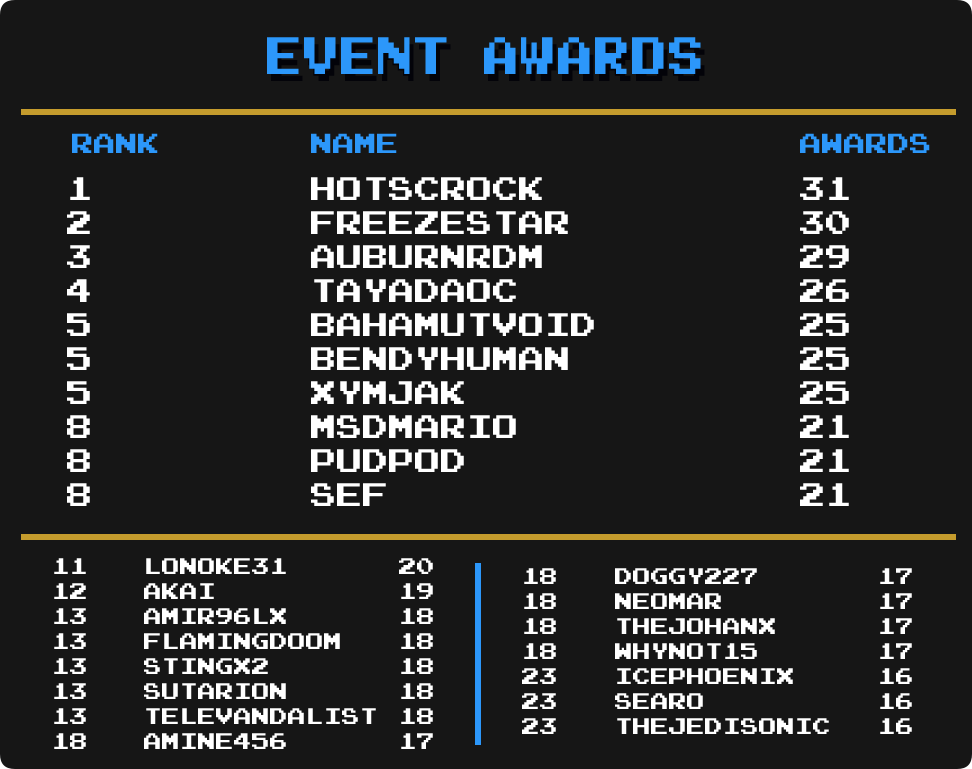 EVENT AWARDS
RANK NAME AWARDS
1 HOTSCROCK 31
2 FREEZESTAR 30
3 AUBURNRDM 29
4 TAYADAOC 26
5 BAHAMUTVOID 25
5 BENDYHUMAN 25
5 XYMJAK 25
8 MSDMARIO 21
8 PUDPOD 21
8 SEF 21
11 LONOKE31 20
12 AKAI 19
13 AMIR96LX 18
13 FLAMINGDOOM 18
13 STINGX2 18
13 SUTARION 18
13 TELEVANDALIST 18
18 AMINE456 17
18 DOGGY227 17
18 NEOMAR 17
18 THEJOHANX 17
18 WHYNOT15 17
23 ICEPHOENIX 16
23 SEARO 16
23 THEJEDISONIC 16